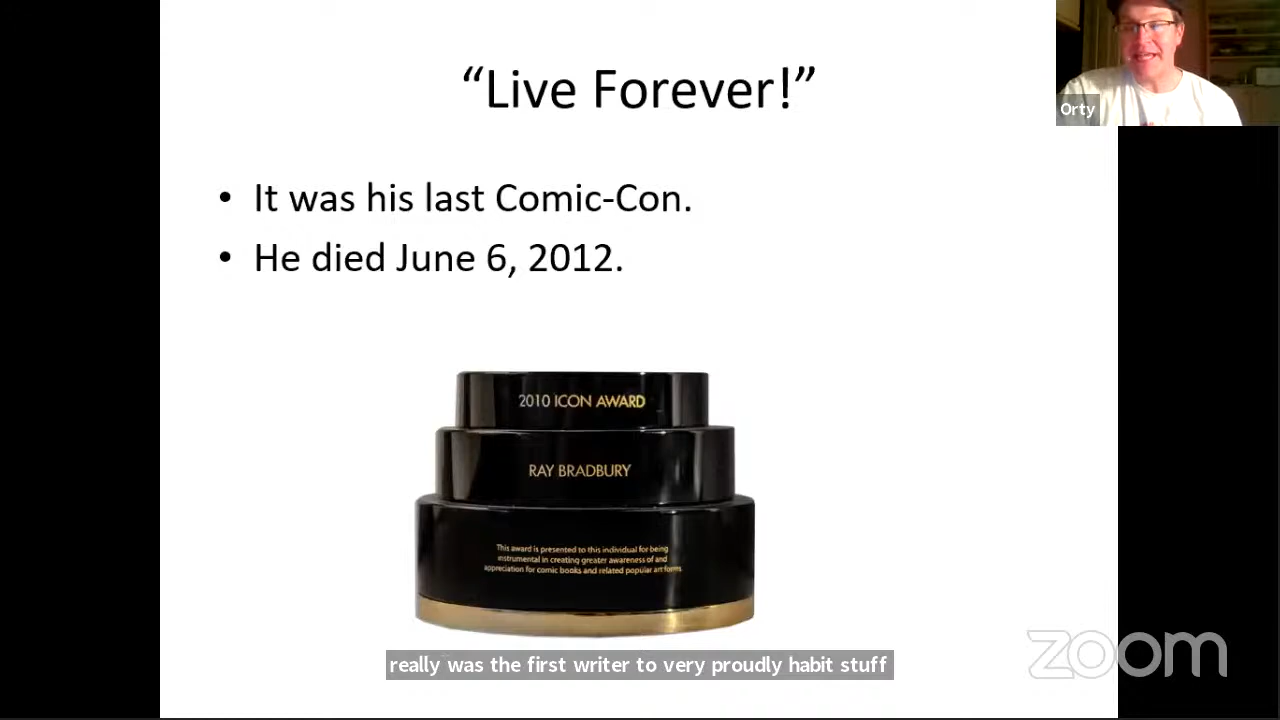 “Live Forever!”
Orty
• It was his last Comic-Con.
• He died June 6, 2012.
2010 ICON AWARD
RAY BRADBURY
This award is presented to this individual for being
instrumental in creating greater awareness of and
appreciation for comic books and related popular art forms.
really was the first writer to very proudly habit stuff
zoom